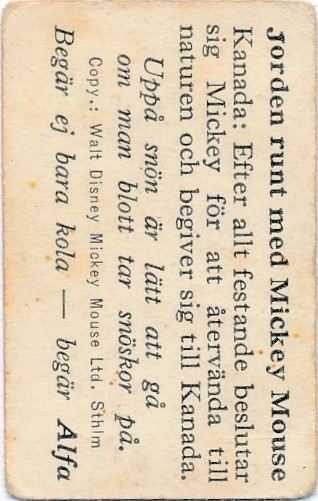 Jorden runt med Mickey Mouse
Kanada: Efter allt festande beslutar
sig Mickey för att återvända till
naturen och begiver sig till Kanada.
Uppå snön är lätt att gå
om man blott tar snöskor på.
Copy.: Walt Disney Mickey Mouse Ltd. Sthlm
Begär ej bara kola — begär Alfa